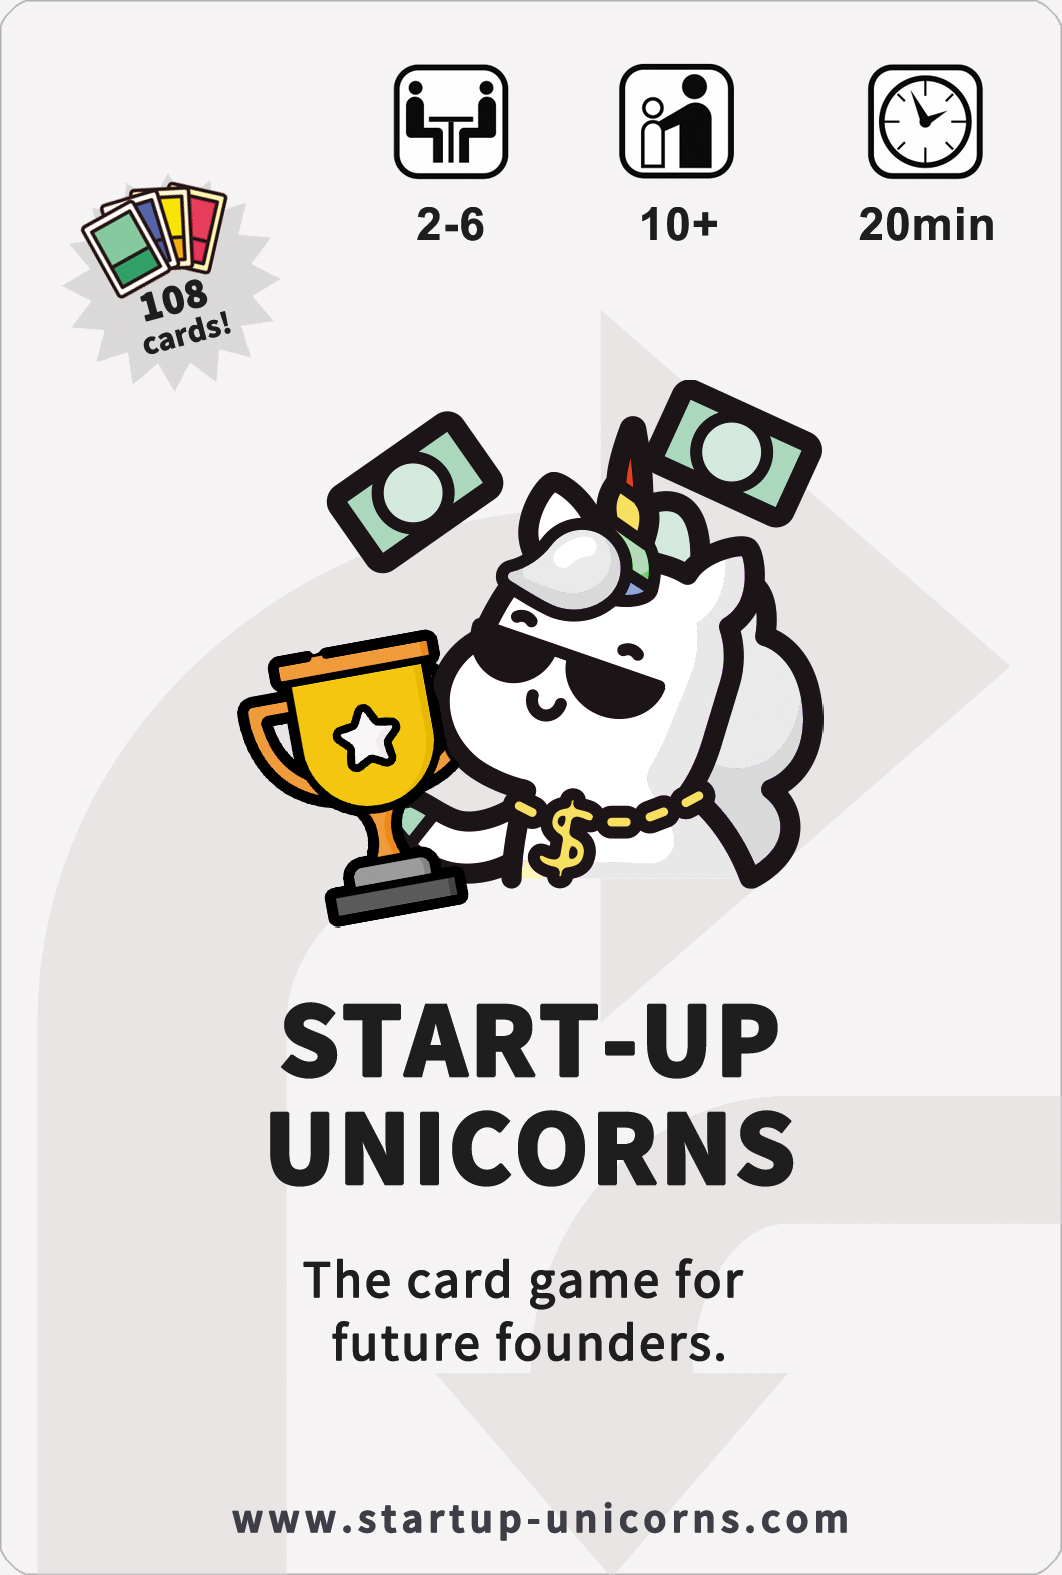 2-6
10+
20min
108
cards!
$
START-UP
UNICORNS
The card game for
future founders.
www.startup-unicorns.com